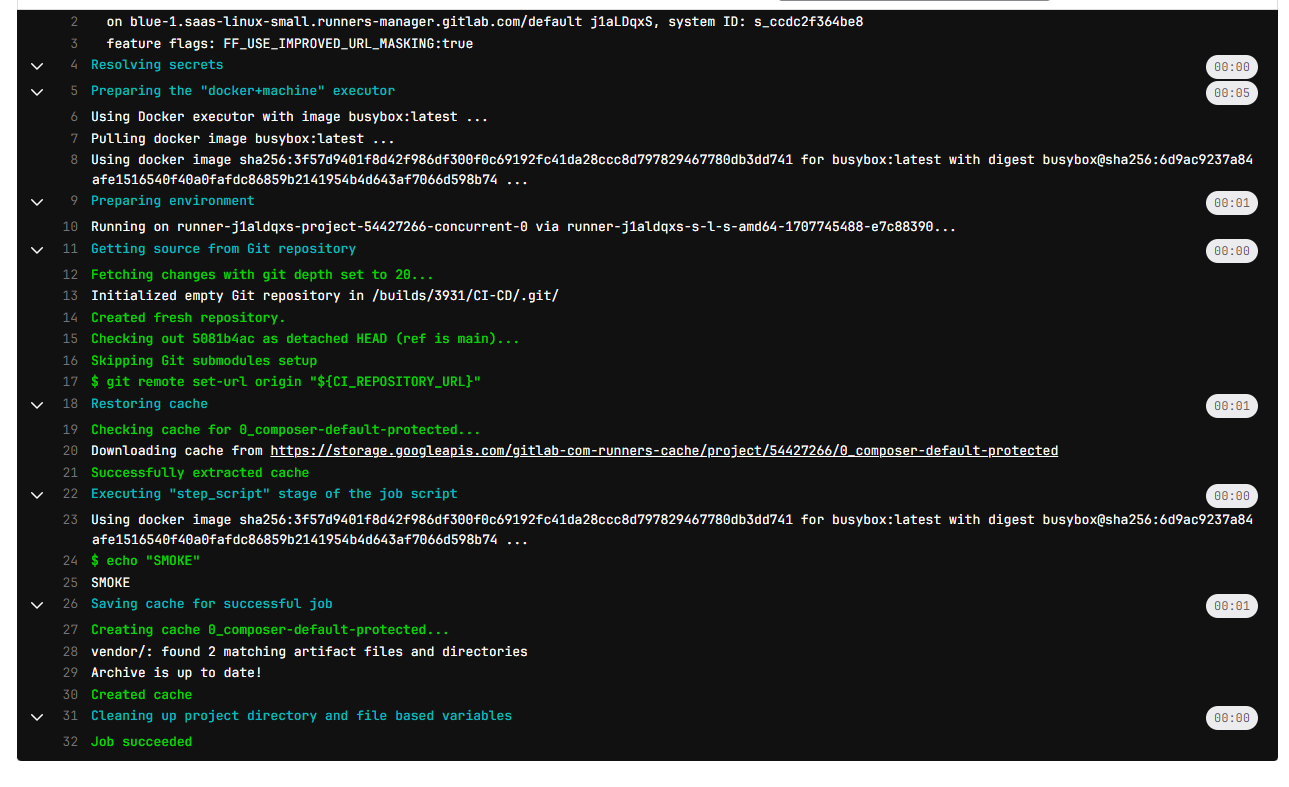 2 on blue-1.saas-linux-small.runners-manager.gitlab.com/default j1aLDqxS, system ID: s_ccdc2f364be8
3 feature flags: FF_USE_IMPROVED_URL_MASKING:true
4 Resolving secrets 00:00
5 Preparing the "docker+machine" executor 00:05
6 Using Docker executor with image busybox:latest ...
7 Pulling docker image busybox:latest ...
8 Using docker image sha256:3f57d9401f8d42f986df300f0c69192fc41da28ccc8d797829467780db3dd741 for busybox:latest with digest busybox@sha256:6d9ac9237a84
afe1516540f40a0fafdc86859b2141954b4d643af7066d598b74 ...
9 Preparing environment 00:01
10 Running on runner-j1aldqxs-project-54427266-concurrent-0 via runner-j1aldqxs-s-l-s-amd64-1707745488-e7c88390...
11 Getting source from Git repository 00:00
12 Fetching changes with git depth set to 20...
13 Initialized empty Git repository in /builds/3931/CI-CD/.git/
14 Created fresh repository.
15 Checking out 5081b4ac as detached HEAD (ref is main)...
16 Skipping Git submodules setup
17 $ git remote set-url origin "${CI_REPOSITORY_URL}"
18 Restoring cache 00:01
19 Checking cache for 0_composer-default-protected...
20 Downloading cache from https://storage.googleapis.com/gitlab-com-runners-cache/project/54427266/0_composer-default-protected
21 Successfully extracted cache
22 Executing "step_script" stage of the job script 00:00
23 Using docker image sha256:3f57d9401f8d42f986df300f0c69192fc41da28ccc8d797829467780db3dd741 for busybox:latest with digest busybox@sha256:6d9ac9237a84
afe1516540f40a0fafdc86859b2141954b4d643af7066d598b74 ...
24 $ echo "SMOKE"
25 SMOKE
26 Saving cache for successful job 00:01
27 Creating cache 0_composer-default-protected...
28 vendor/: found 2 matching artifact files and directories
29 Archive is up to date!
30 Created cache
31 Cleaning up project directory and file based variables 00:00
32 Job succeeded